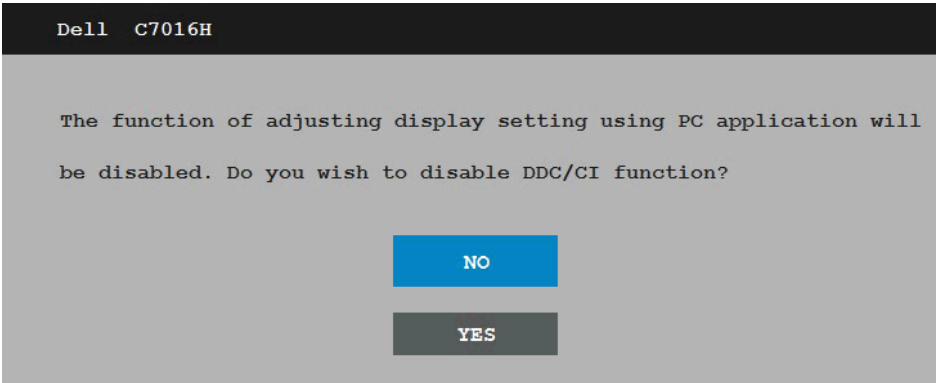 Dell C7016H
The function of adjusting display setting using PC application will
be disabled. Do you wish to disable DDC/CI function?
NO
YES